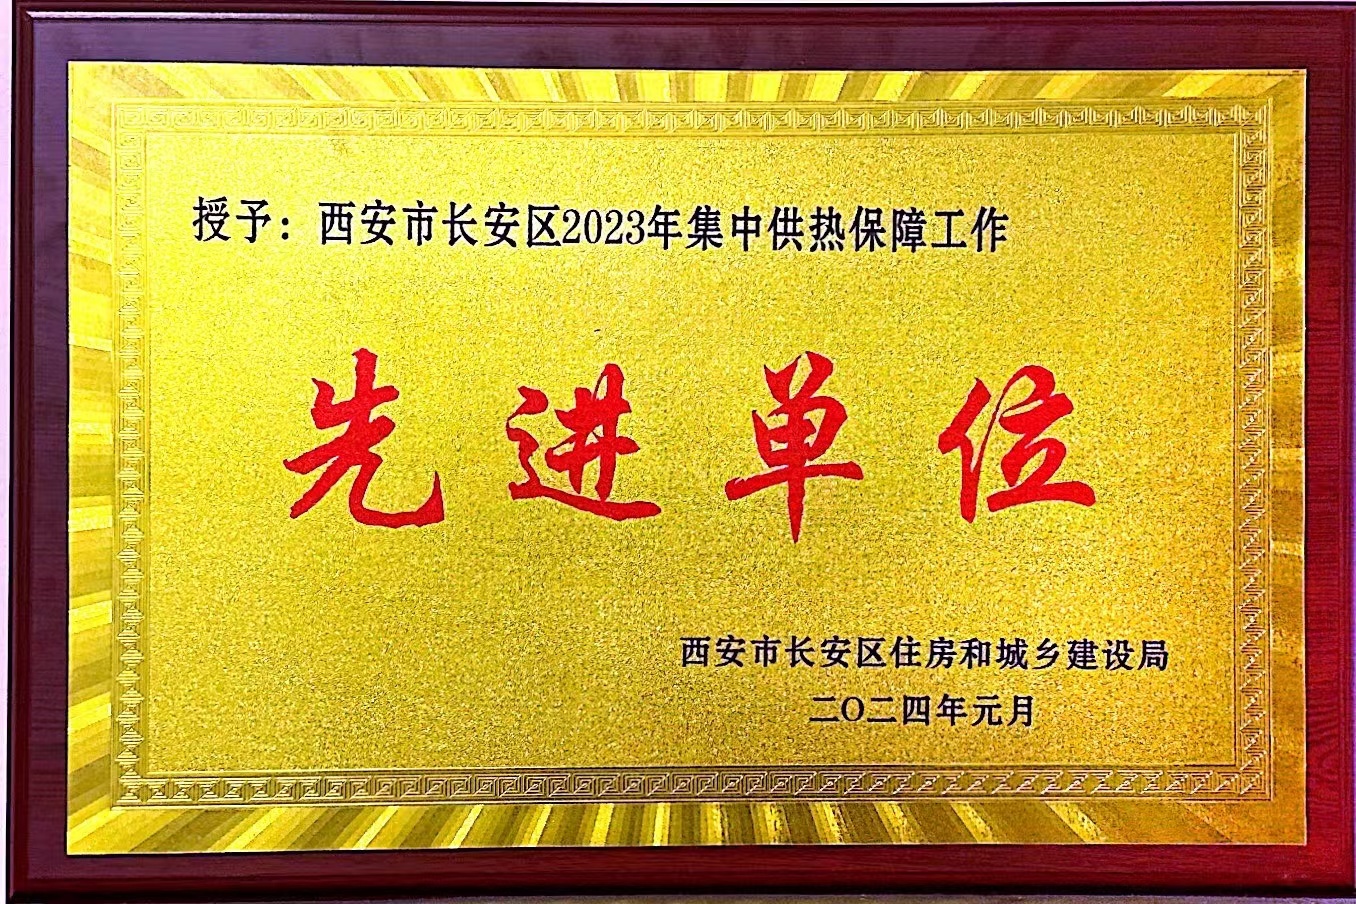 授予：西安市长安区2023年集中供热保障工作
先进单位
西安市长安区住房和城乡建设局
二〇二四年元月